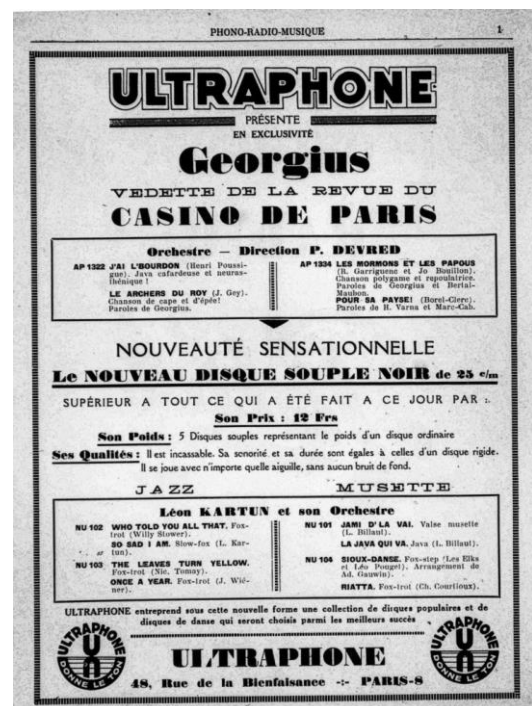 PHONO-RADIO-MUSIQUE 1
ULTRAPHONE
PRÉSENTE
EN EXCLUSIVITÉ
Georgius
VEDETTE DE LA REVUE DU
CASINO DE PARIS
Orchestre — Direction P. DEVRED
AP 1322 J'AI L'BOURDON (Henri Poussi-
gue). Java cafardeuse et neuras-
thénique !
LE ARCHERS DU ROY (J. Gey).
Chanson de cape et d'épée!
Paroles de Georgius.
AP 1334 LES MORMONS ET LES PAPOUS
(R. Garriguenc et Jo Bouillon).
Chanson polygame et repoulatrice.
Paroles de Georgius et Bertal-
Maubon.
POUR SA PAYSE! (Borel-Clerc).
Paroles de R. Varna et Marc-Cab.
NOUVEAUTÉ SENSATIONNELLE
Le NOUVEAU DISQUE SOUPLE NOIR de 25 c/m
SUPÉRIEUR A TOUT CE QUI A ÉTÉ FAIT A CE JOUR PAR :.
Son Prix : 12 Frs
Son Poids : 5 Disques souples représentant le poids d'un disque ordinaire
Ses Qualités : Il est incassable. Sa sonorité et sa durée sont égales à celles d'un disque rigide.
Il se joue avec n'importe quelle aiguille, sans aucun bruit de fond.
JAZZ MUSETTE
Léon KARTUN et son Orchestre
NU 102 WHO TOLD YOU ALL THAT. Fox-
trot (Willy Stower).
SO SAD I AM. Slow-fox (L. Kar-
tun).
NU 103 THE LEAVES TURN YELLOW.
Fox-trot (Nic. Tomay).
ONCE A YEAR. Fox-trot (J. Wié-
ner).
NU 101 JAMI D'LA VAI. Valse musette
(L. Billaut).
LA JAVA QUI VA. Java (L. Billaut).
NU 104 SIOUX-DANSE. Fox-step (Les Elks
et Léo Pouget). Arrangement de
Ad. Gauwin).
RIATTA. Fox-trot (Ch. Courtioux).
ULTRAPHONE entreprend sous cette nouvelle forme une collection de disques populaires et de
disques de danse qui seront choisis parmi les meilleurs succès
ULTRAPHONE
DONNE LE TON
ULTRAPHONE
48, Rue de la Bienfaisance -:- PARIS-8
ULTRAPHONE
DONNE LE TON